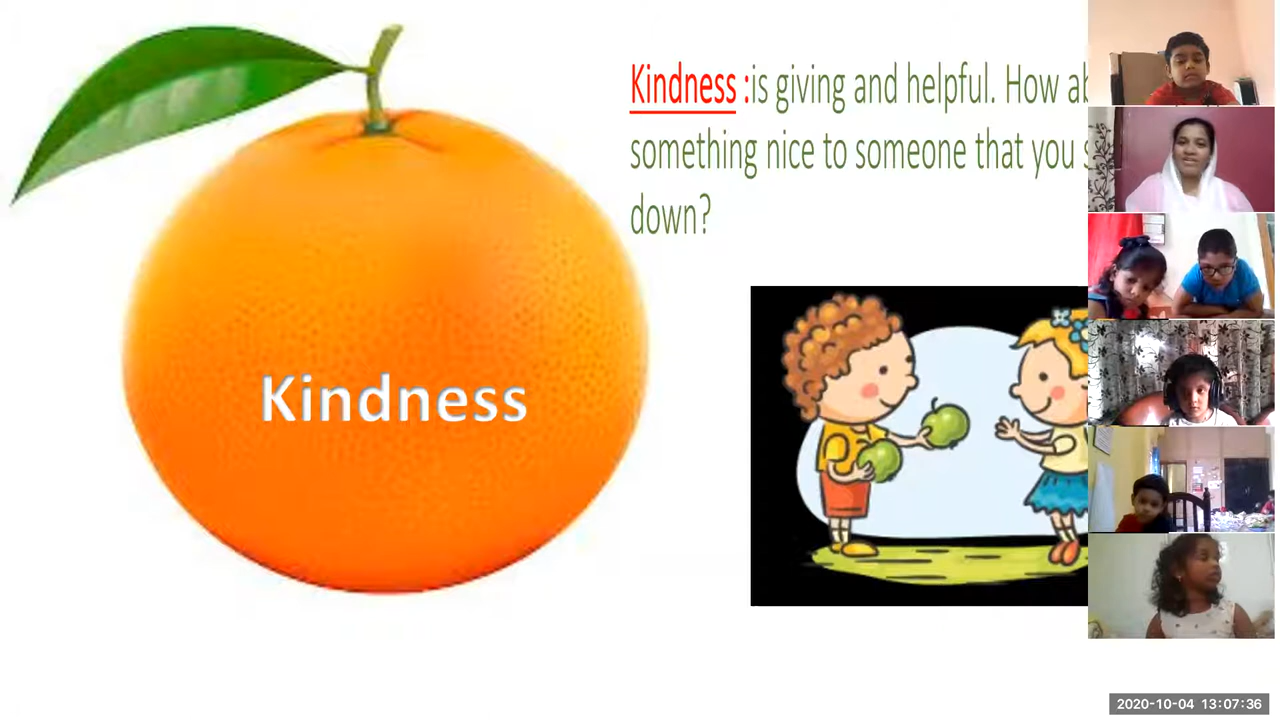 Kindness :is giving and helpful. How
something nice to someone that you
down?
Kindness
2020-10-04 13:07:36